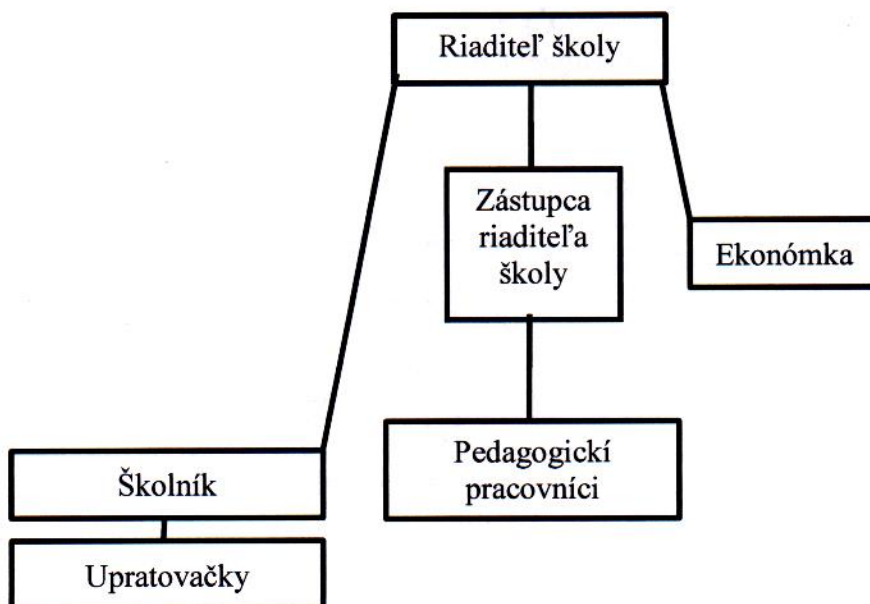 Riaditeľ školy
Zástupca
riaditeľa
školy
Ekonómka
Pedagogickí
pracovníci
Školník
Upratovačky